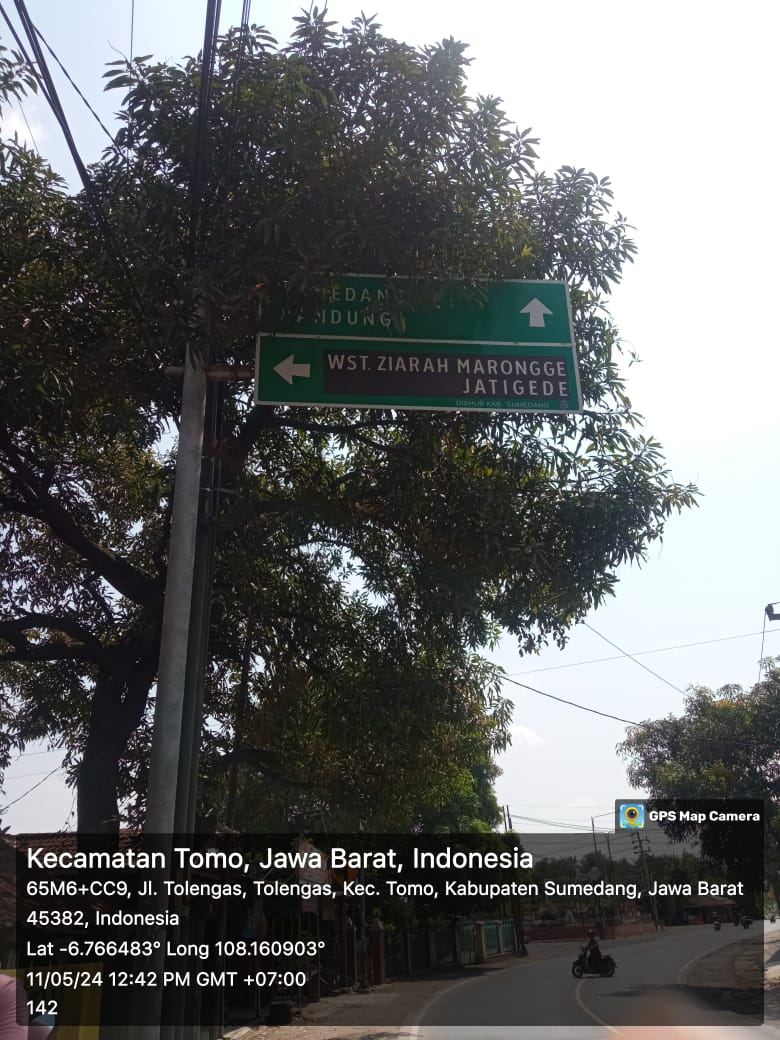 WST. ZIARAH MARONGGE
JATIGEDE
DISHUB KAB. SUMEDANG
GPS Map Camera
Kecamatan Tomo, Jawa Barat, Indonesia
65M6+CC9, Jl. Tolengas, Tolengas, Kec. Tomo, Kabupaten Sumedang, Jawa Barat
45382, Indonesia
Lat -6.766483° Long 108.160903°
11/05/24 12:42 PM GMT +07:00
142